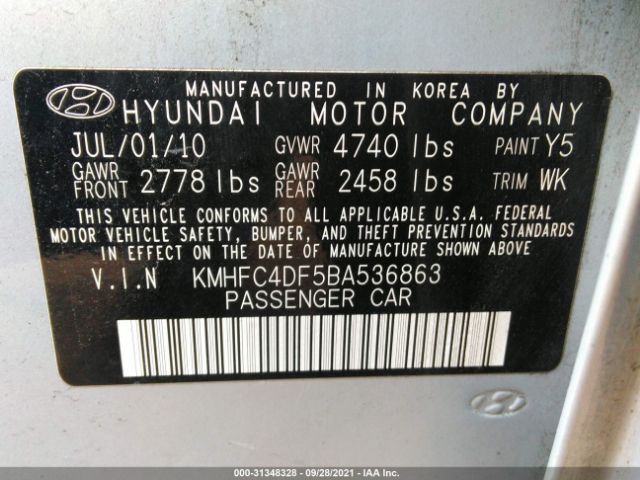 MANUFACTURED IN KOREA BY
HYUNDAI MOTOR COMPANY
JUL/01/10 GVWR 4740 lbs PAINT Y5
GAWR FRONT 2778 lbs GAWR REAR 2458 lbs TRIM WK
THIS VEHICLE CONFORMS TO ALL APPLICABLE U.S.A. FEDERAL
MOTOR VEHICLE SAFETY, BUMPER, AND THEFT PREVENTION STANDARDS
IN EFFECT ON THE DATE OF MANUFACTURE SHOWN ABOVE
V.I.N KMHFC4DF5BA536863
PASSENGER CAR
000-31348328 - 09/28/2021 - IAA Inc.